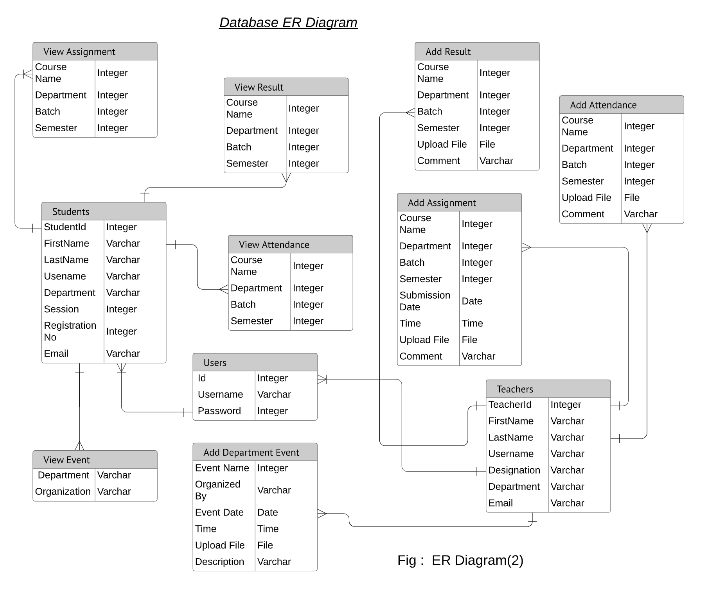 Database ER Diagram
View Assignment
Course Name Integer
Department Integer
Batch Integer
Semester Integer
View Result
Course Name Integer
Department Integer
Batch Integer
Semester Integer
Add Result
Course Name Integer
Department Integer
Batch Integer
Semester Integer
Upload File File
Comment Varchar
Add Attendance
Course Name Integer
Department Integer
Batch Integer
Semester Integer
Upload File File
Comment Varchar
Students
StudentId Integer
FirstName Varchar
LastName Varchar
Usename Varchar
Department Varchar
Session Integer
Registration No Integer
Email Varchar
View Attendance
Course Name Integer
Department Integer
Batch Integer
Semester Integer
Add Assignment
Course Name Integer
Department Integer
Batch Integer
Semester Integer
Submission Date Date
Time Time
Upload File File
Comment Varchar
Users
Id Integer
Username Varchar
Password Integer
Teachers
TeacherId Integer
FirstName Varchar
LastName Varchar
Username Varchar
Designation Varchar
Department Varchar
Email Varchar
View Event
Department Varchar
Organization Varchar
Add Department Event
Event Name Integer
Organized By Varchar
Event Date Date
Time Time
Upload File File
Description Varchar
Fig : ER Diagram(2)